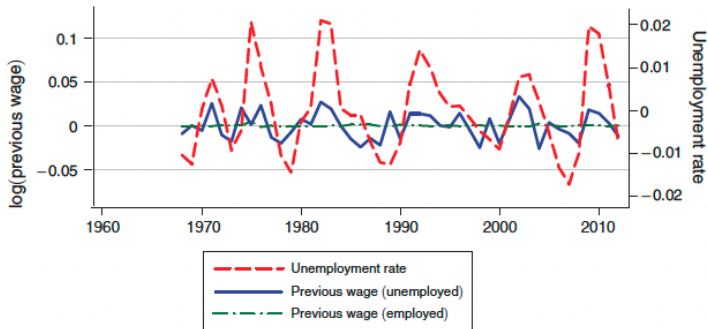 log(previous wage)
0.1
0.05
0
−0.05
0.02
0.01
0
−0.01
−0.02
Unemployment rate
1960 1970 1980 1990 2000 2010
Unemployment rate
Previous wage (unemployed)
Previous wage (employed)